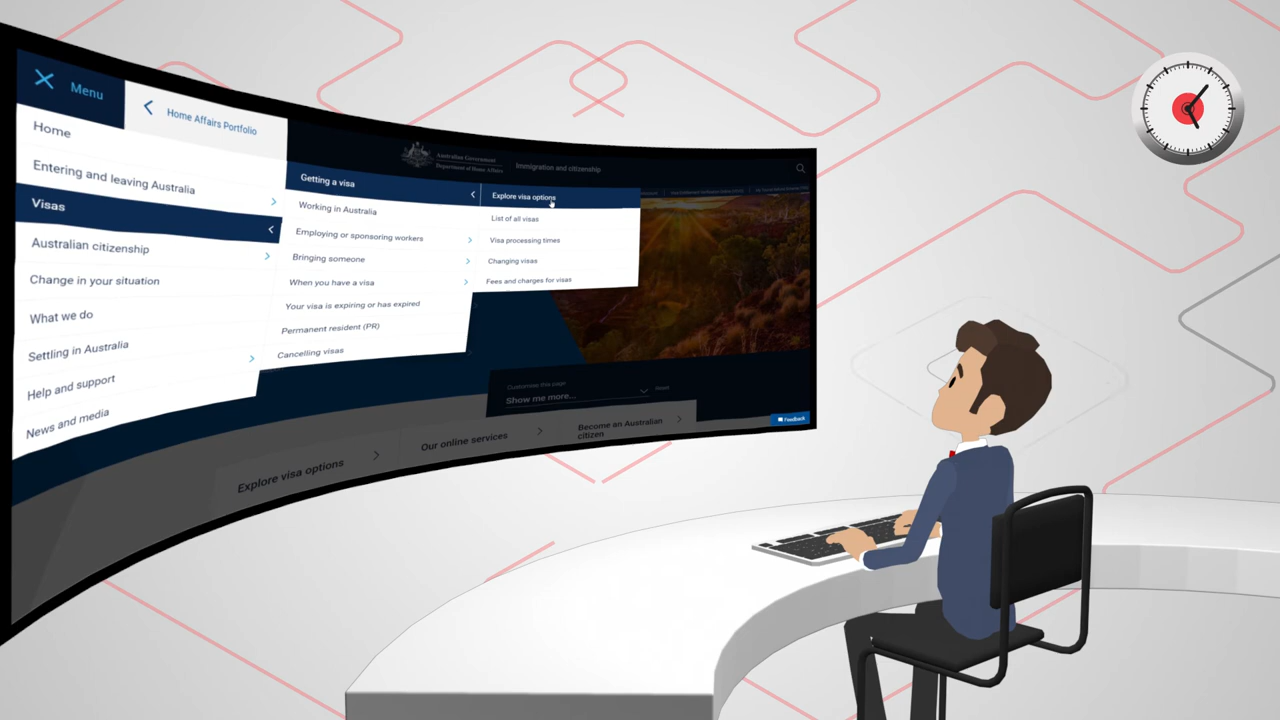 Menu
Home Affairs Portfolio
Home
Entering and leaving Australia
Visas
Australian citizenship
Change in your situation
What we do
Settling in Australia
Help and support
News and media
Getting a visa
Working in Australia
Employing or sponsoring workers
Bringing someone
When you have a visa
Your visa is expiring or has expired
Permanent resident (PR)
Cancelling visas
Explore visa options
List of all visas
Visa processing times
Changing visas
Fees and charges for visas
Australian Government
Department of Home Affairs
Immigration and citizenship
Customise this page
Show me more...
Explore visa options
Our online services
Become an Australian
citizen
Feedback